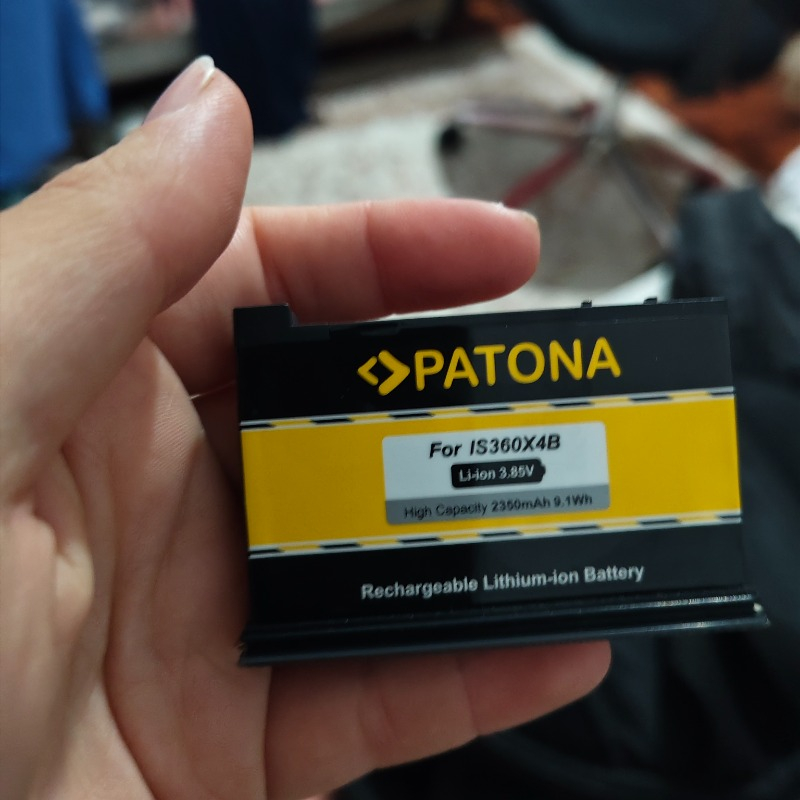 PATONA
For IS360X4B
Li-ion 3.85V
High Capacity 2350mAh 9.1Wh
Rechargeable Lithium-ion Battery